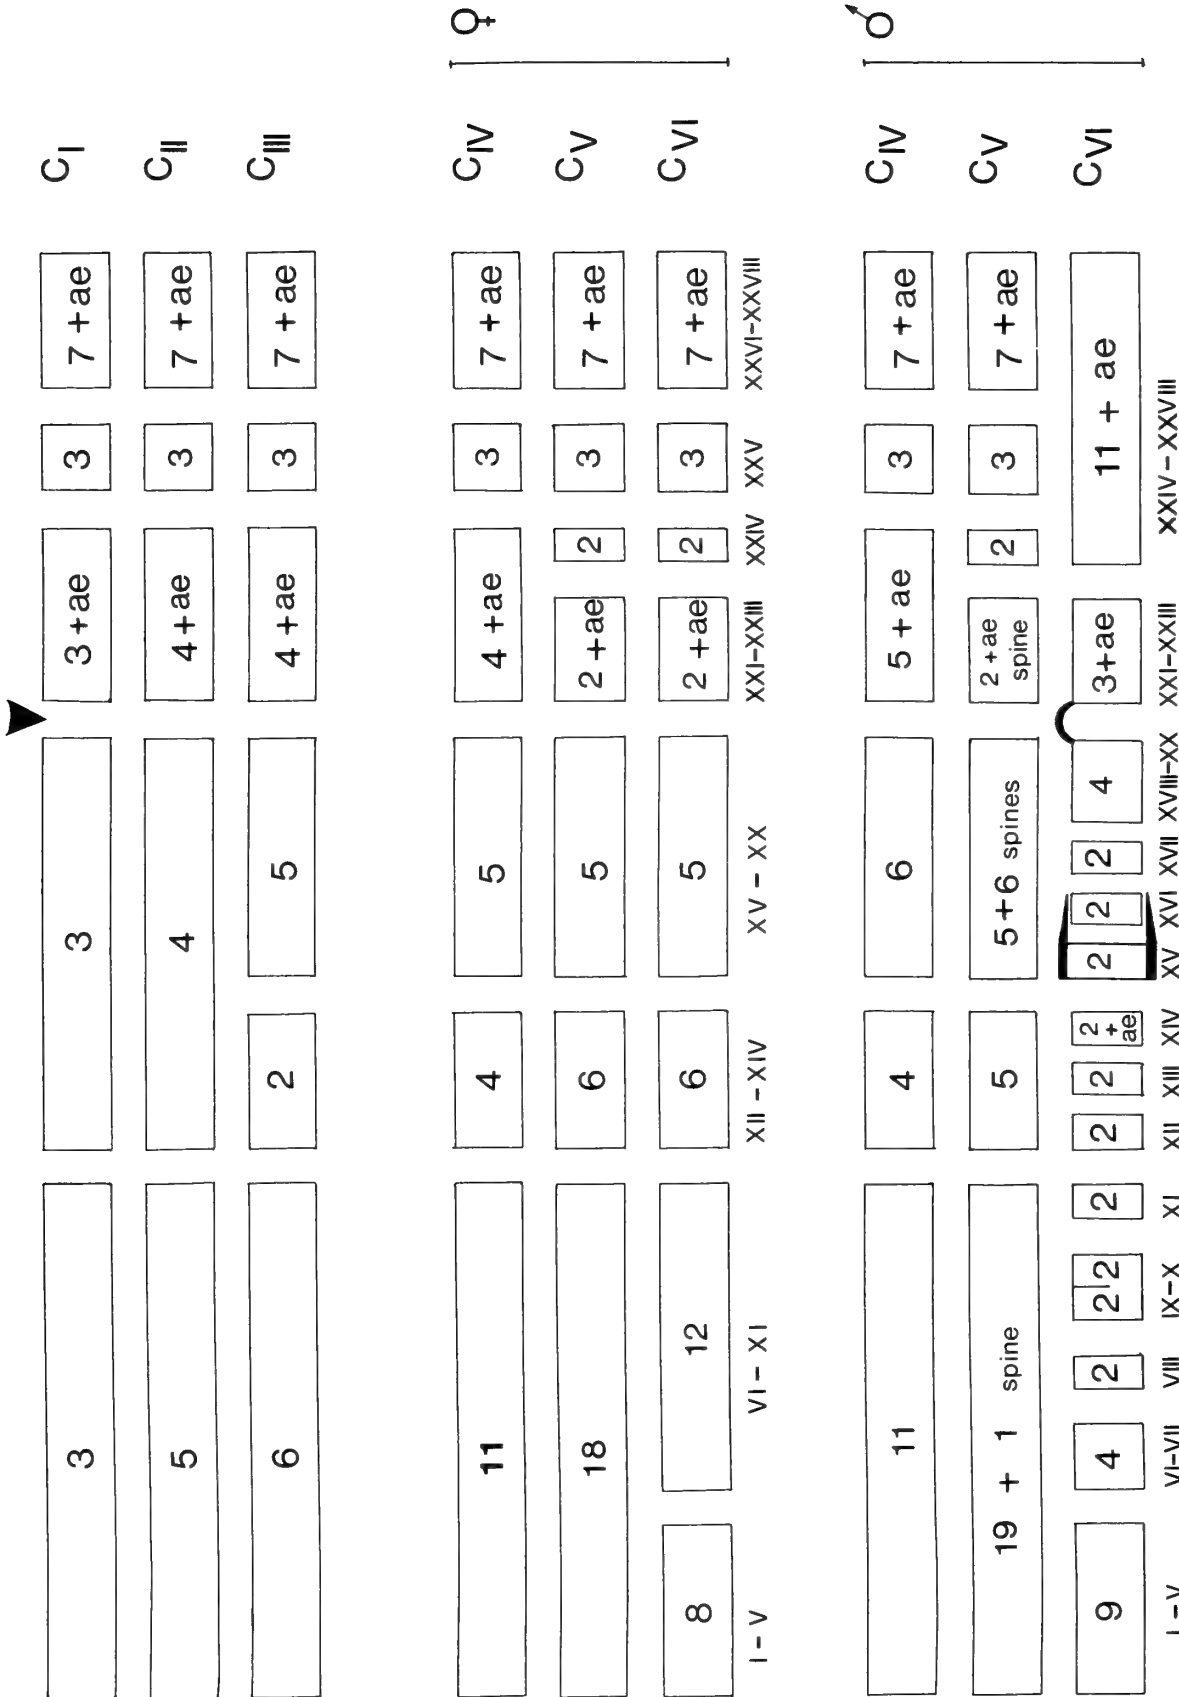 3 3 3+ae 3 7+ae CI
5 4 4+ae 3 7+ae CII
6 2 5 4+ae 3 7+ae CIII
♀
11 4 5 4+ae 3 7+ae CIV
18 6 5 2+ae 2 3 7+ae CV
8 12 6 5 2+ae 2 3 7+ae CVI
I-V VI-XI XII-XIV XV-XX XXI-XXIII XXIV XXV XXVI-XXVIII
♂
11 4 6 5+ae 3 7+ae CIV
19 + 1 spine 5 5+6 spines 2+ae spine 2 3 7+ae CV
9 4 2 2 2 2 2 2 2+ae 2 2 2 4 3+ae 11 + ae CVI
I-V VI-VII VIII IX-X XI XII XIII XIV XV XVI XVII XVIII-XX XXI-XXIII XXIV-XXVIII